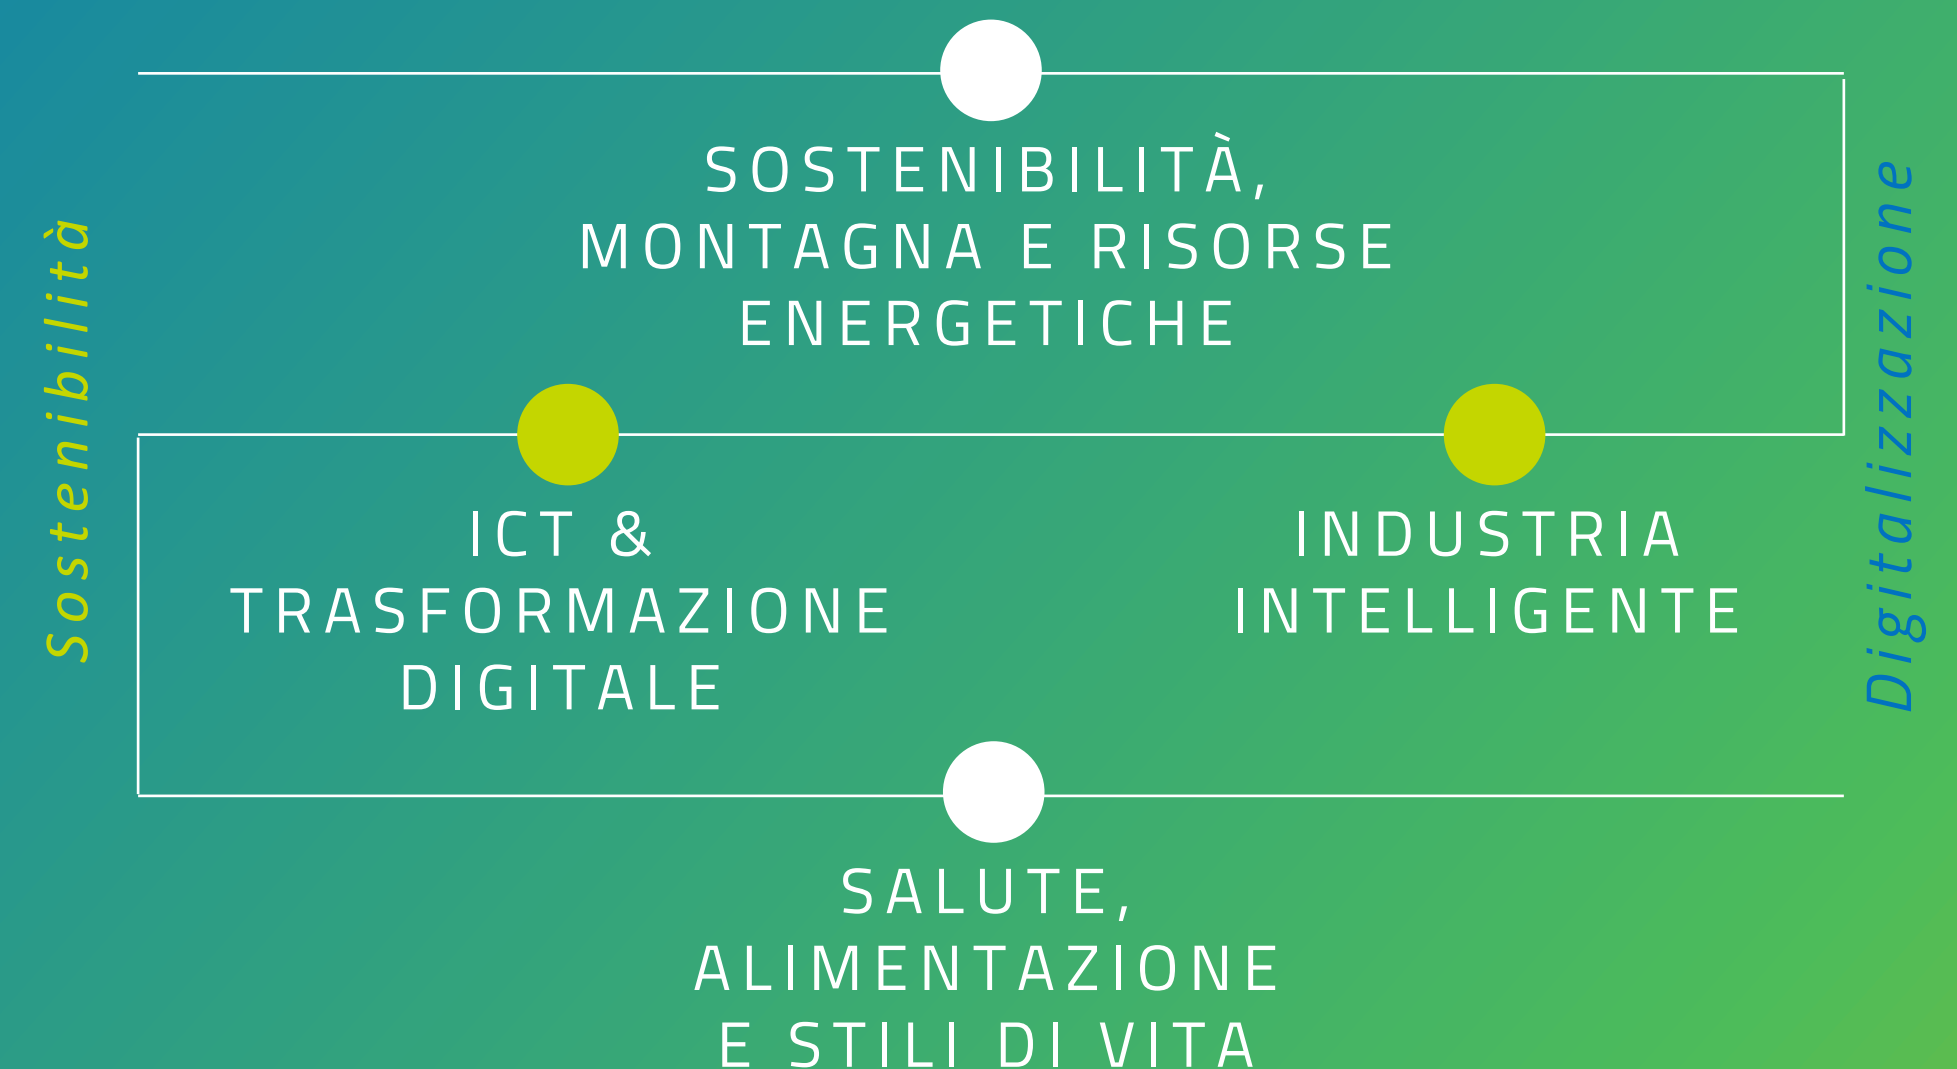 SOSTENIBILITÀ,
MONTAGNA E RISORSE
ENERGETICHE
Sostenibilità
Digitalizzazione
ICT &
TRASFORMAZIONE
DIGITALE
INDUSTRIA
INTELLIGENTE
SALUTE,
ALIMENTAZIONE
E STILI DI VITA